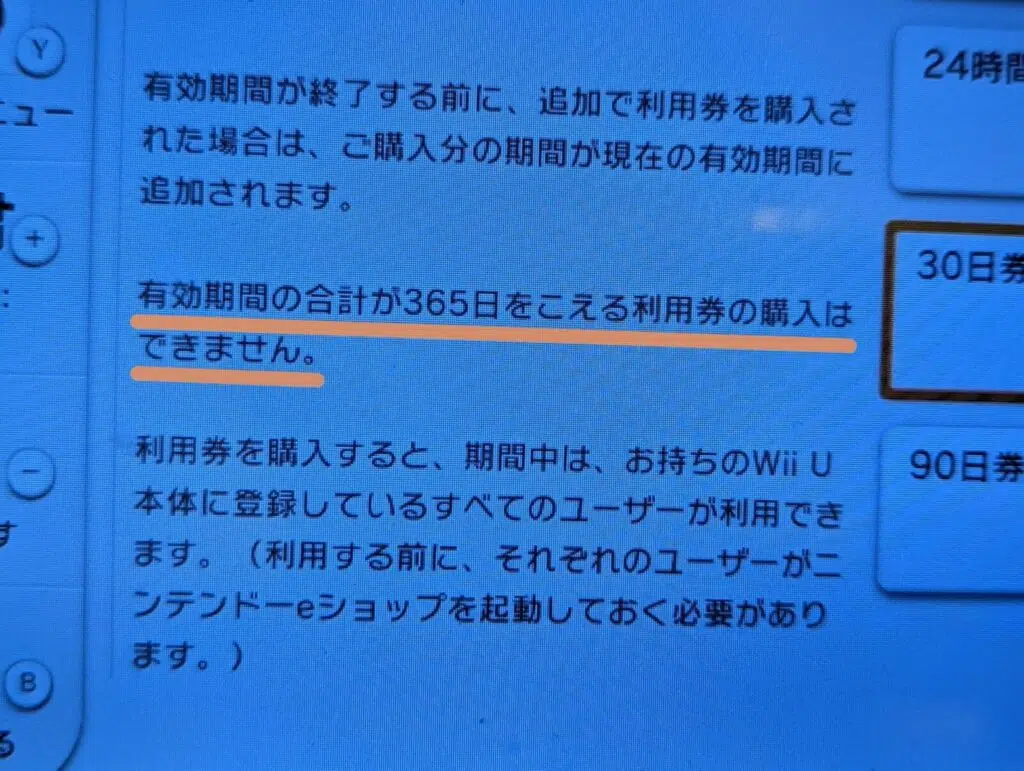 Y
ニュー
+
:
−
す
B
る
有効期間が終了する前に、追加で利用券を購入さ
れた場合は、ご購入分の期間が現在の有効期間に
追加されます。
有効期間の合計が365日をこえる利用券の購入は
できません。
利用券を購入すると、期間中は、お持ちのWii U
本体に登録しているすべてのユーザーが利用でき
ます。（利用する前に、それぞれのユーザーがニ
ンテンドーeショップを起動しておく必要があり
ます。）
24時間
30日券
90日券